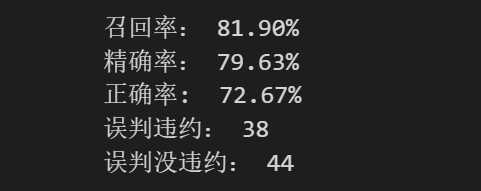 召回率： 81.90%
精确率： 79.63%
正确率： 72.67%
误判违约： 38
误判没违约： 44